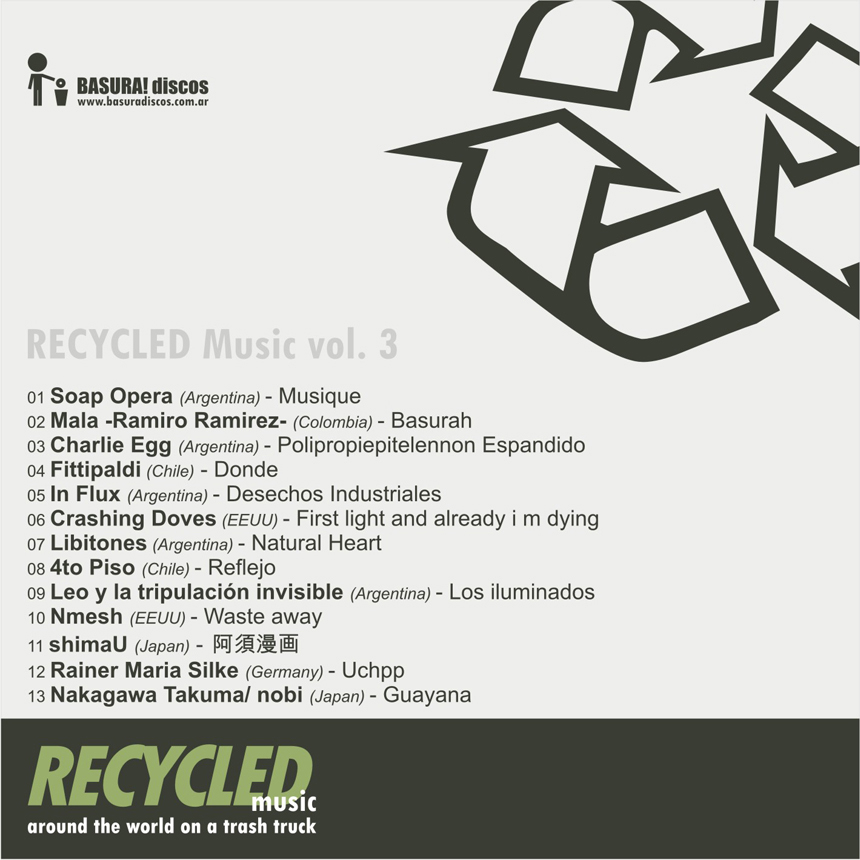 BASURA! discos
www.basuradiscos.com.ar
RECYCLED Music vol. 3
01 Soap Opera (Argentina) - Musique
02 Mala -Ramiro Ramirez- (Colombia) - Basurah
03 Charlie Egg (Argentina) - Polipropiepitelennon Espandido
04 Fittipaldi (Chile) - Donde
05 In Flux (Argentina) - Desechos Industriales
06 Crashing Doves (EEUU) - First light and already i m dying
07 Libitones (Argentina) - Natural Heart
08 4to Piso (Chile) - Reflejo
09 Leo y la tripulación invisible (Argentina) - Los iluminados
10 Nmesh (EEUU) - Waste away
11 shimaU (Japan) - 阿須漫画
12 Rainer Maria Silke (Germany) - Uchpp
13 Nakagawa Takuma/ nobi (Japan) - Guayana
RECYCLED
music
around the world on a trash truck